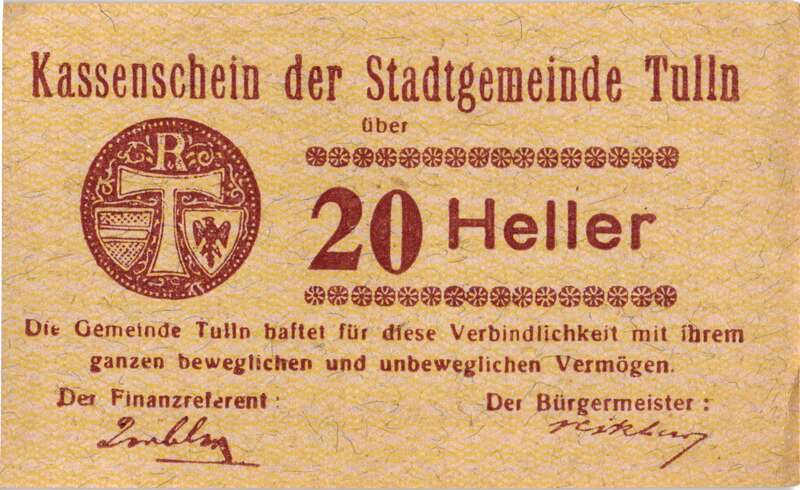 Kassenschein der Stadtgemeinde Tulln
über
R
T
20 Heller
Die Gemeinde Tulln haftet für diese Verbindlichkeit mit ihrem
ganzen beweglichen und unbeweglichen Vermögen.
Der Finanzreferent:
Der Bürgermeister: